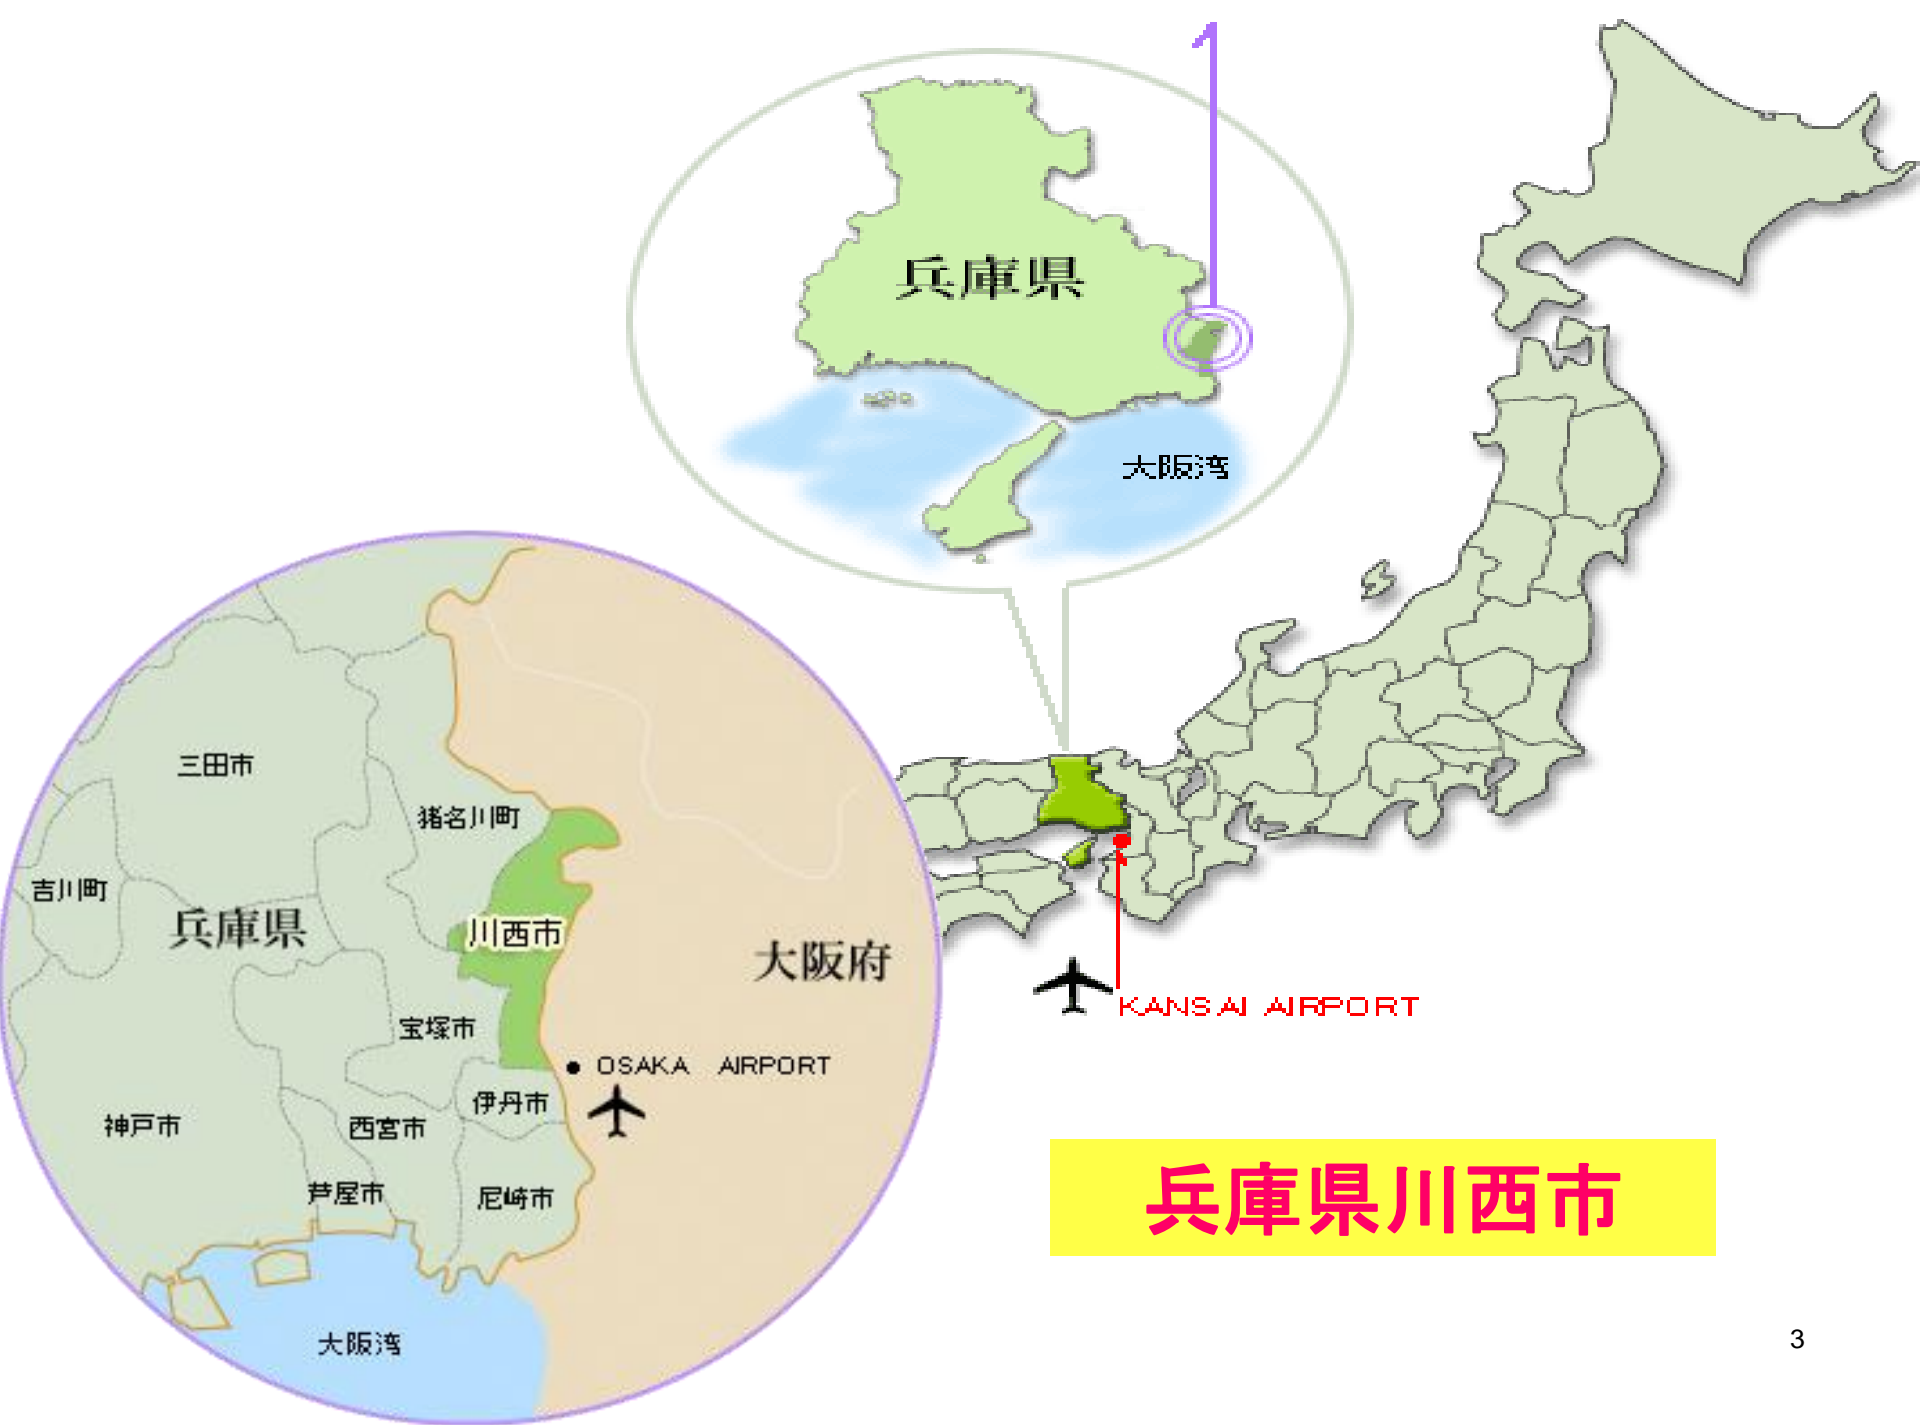 1
兵庫県
大阪湾
三田市
猪名川町
吉川町
兵庫県
川西市
大阪府
宝塚市
OSAKA AIRPORT
伊丹市
神戸市
西宮市
芦屋市
尼崎市
大阪湾
KANSAI AIRPORT
兵庫県川西市
3